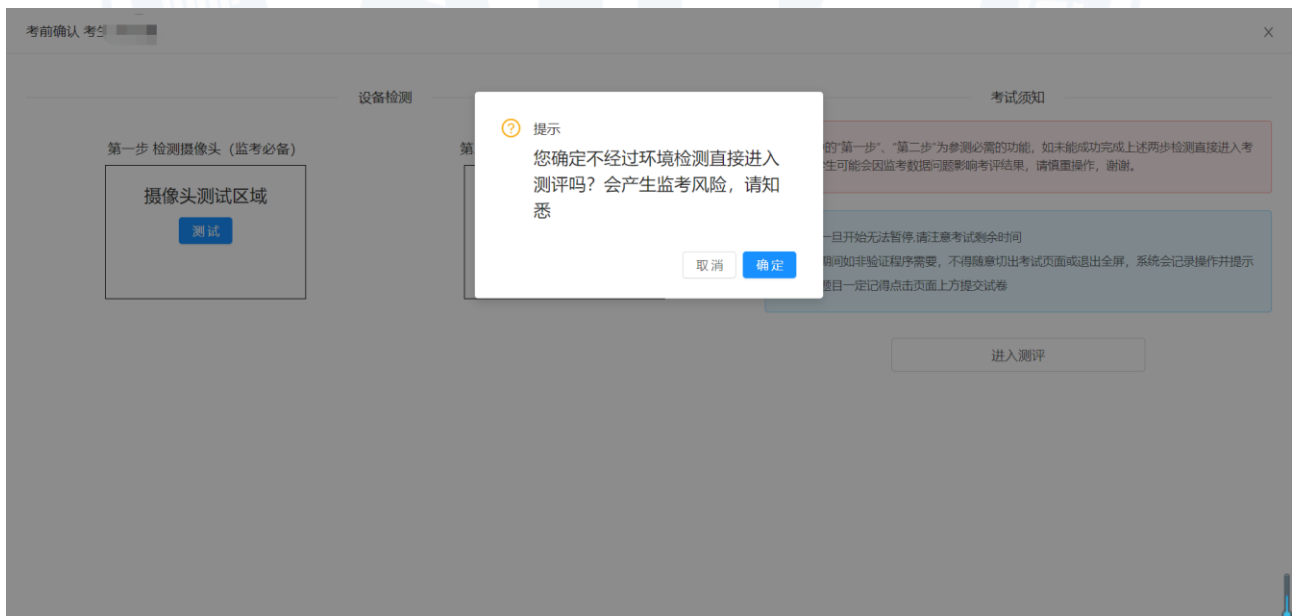 考前确认 考生
X
设备检测
考试须知
第一步 检测摄像头（监考必备）
摄像头测试区域
测 试
第
提示
您确定不经过环境检测直接进入
测评吗？会产生监考风险，请知
悉
取 消
确 定
的“第一步”、“第二步”为参测必需的功能，如未能成功完成上述两步检测直接进入考
生可能会因监考数据问题影响考评结果，请慎重操作，谢谢。
一旦开始无法暂停,请注意考试剩余时间
期间如非验证程序需要，不得随意切出考试页面或退出全屏，系统会记录操作并提示
题目一定记得点击页面上方提交试卷
进入测评